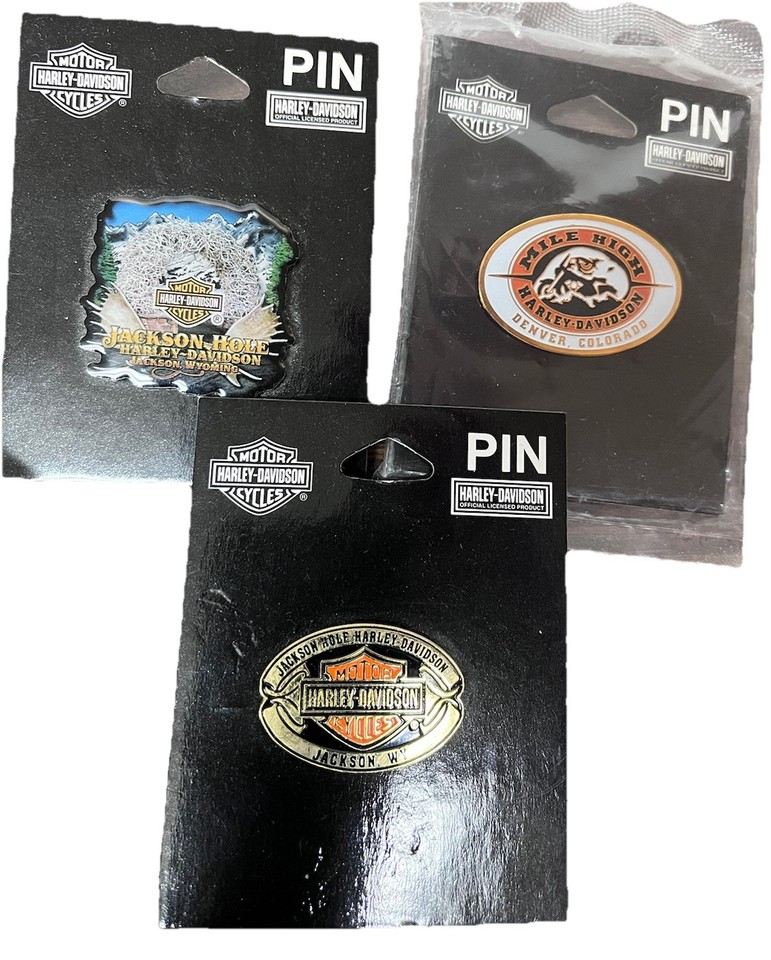 MOTOR
HARLEY-DAVIDSON
CYCLES
®
PIN
HARLEY-DAVIDSON
OFFICIAL LICENSED PRODUCT
MOTOR
HARLEY-DAVIDSON
CYCLES
®
JACKSON HOLE
HARLEY-DAVIDSON
JACKSON, WYOMING
MOTOR
HARLEY-DAVIDSON
CYCLES
PIN
HARLEY-DAVIDSON
MILE HIGH
HARLEY-DAVIDSON
DENVER, COLORADO
MOTOR
HARLEY-DAVIDSON
CYCLES
®
PIN
HARLEY-DAVIDSON
OFFICIAL LICENSED PRODUCT
JACKSON HOLE HARLEY-DAVIDSON
MOTOR
HARLEY-DAVIDSON
CYCLES
JACKSON, WY